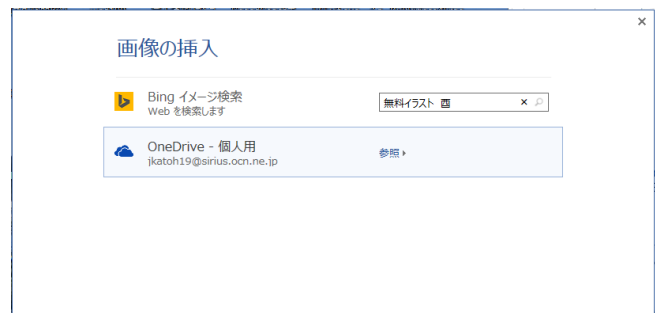 画像の挿入
Bing イメージ検索
Web を検索します
無料イラスト 酉
OneDrive - 個人用
jkatoh19@sirius.ocn.ne.jp
参照